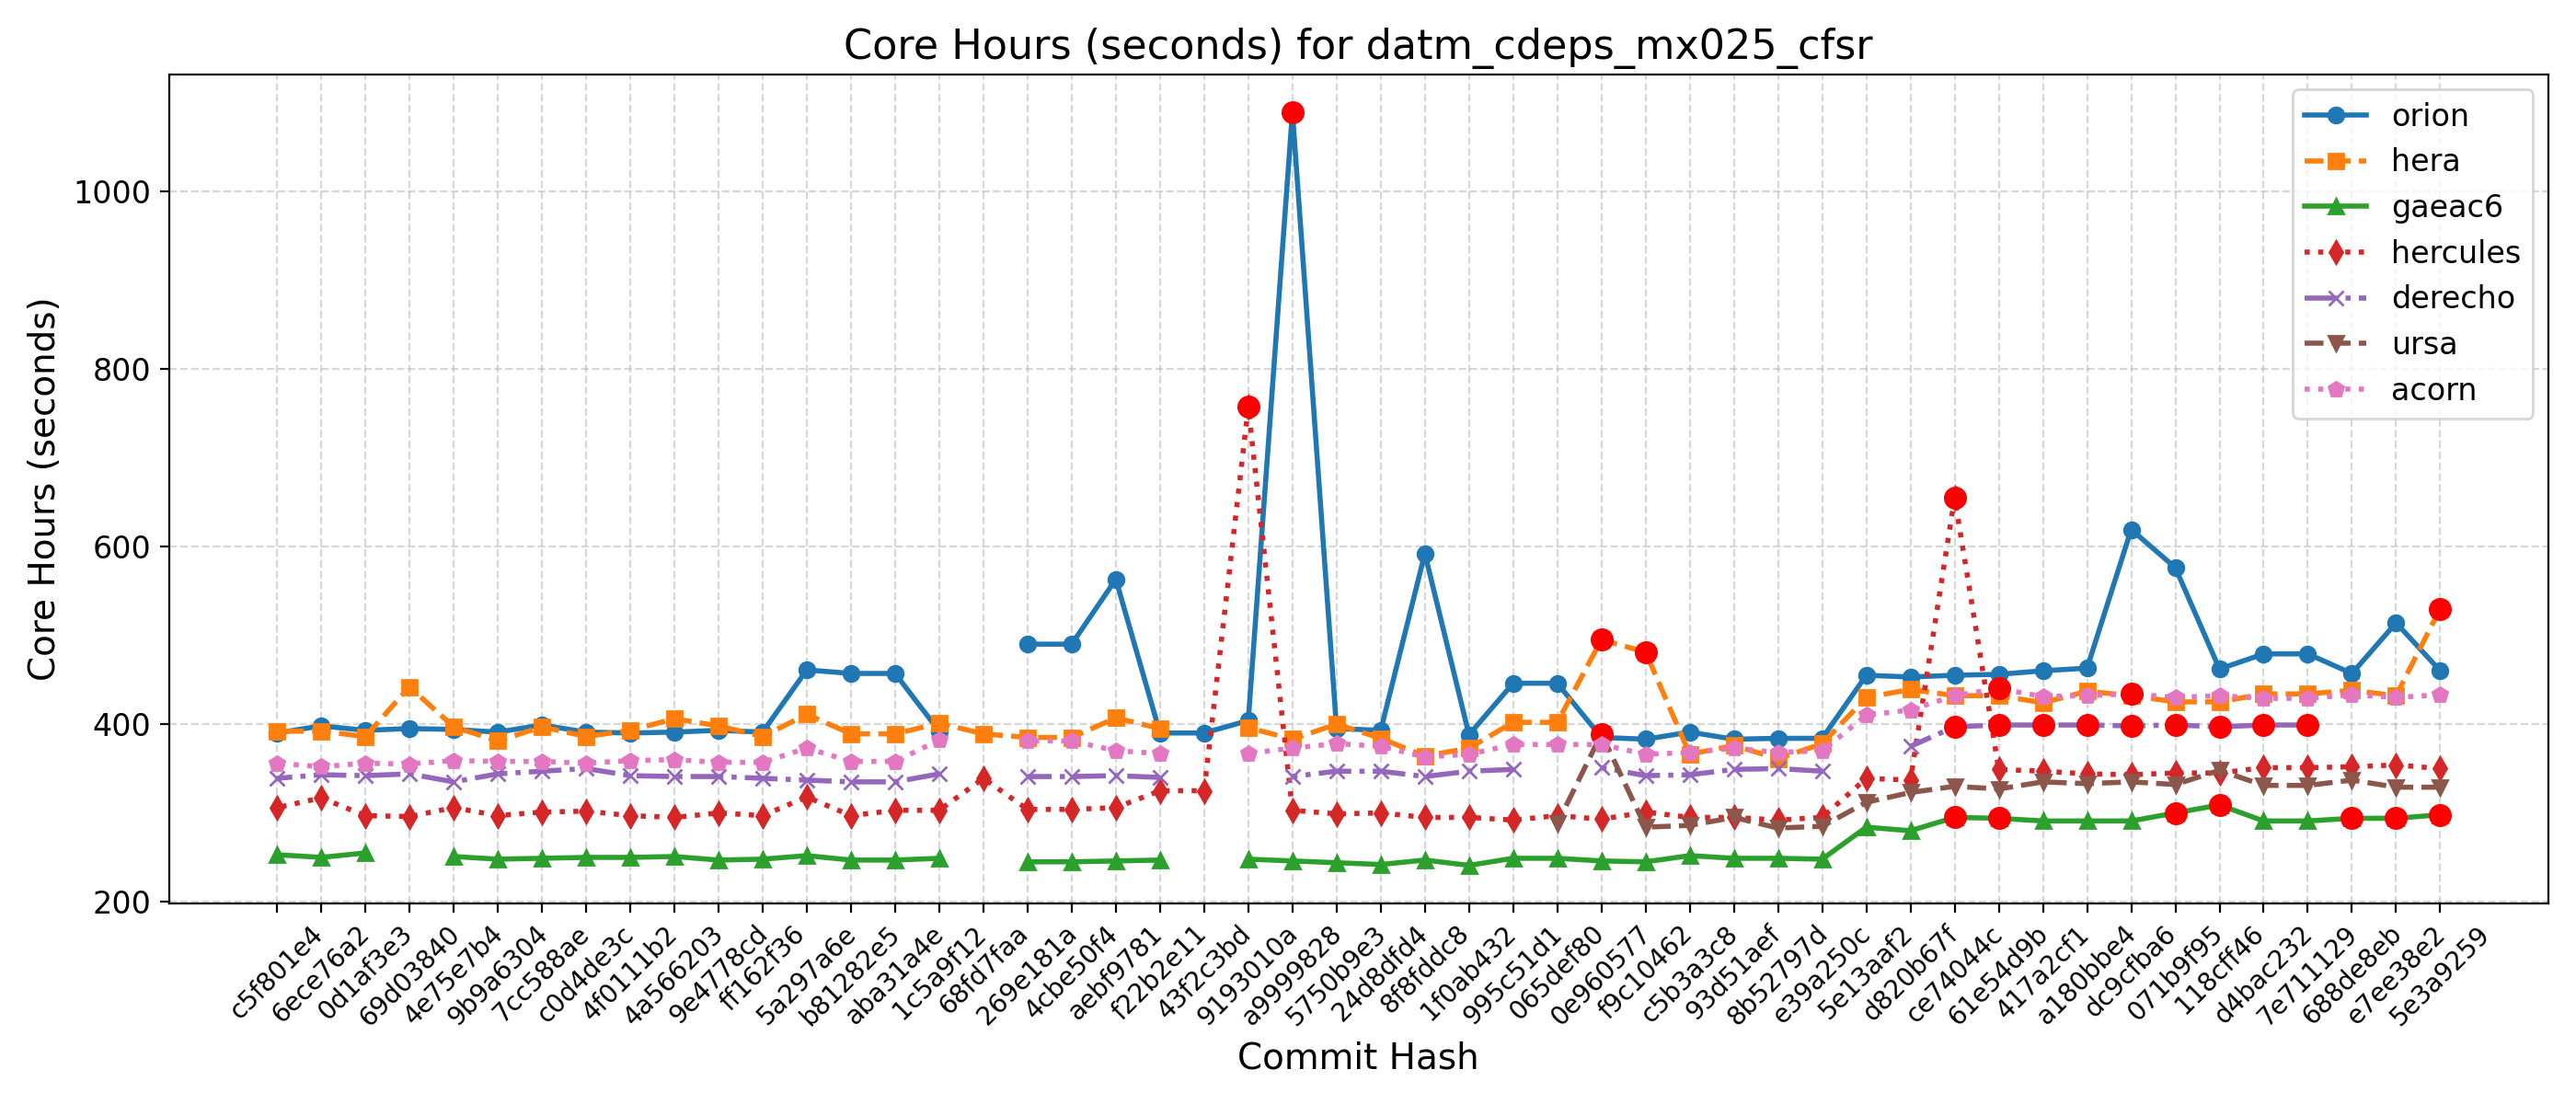 Core Hours (seconds) for datm_cdeps_mx025_cfsr
Core Hours (seconds)
1000
800
600
400
200
orion
hera
gaeac6
hercules
derecho
ursa
acorn
c5f801e4
6ece76a2
0d1af3e3
69d03840
4e75e7b4
9b9a6304
7cc588ae
c0d4de3c
4f0111b2
4a566203
9e4778cd
ff162f36
5a297a6e
b81282e5
aba31a4e
1c5a9f12
68fd7faa
269e181a
4cbe50f4
aebf9781
f22b2e11
43f2c3bd
9193010a
a9999828
5750b9e3
24d8dfd4
8f8fddc8
1f0ab432
995c51d1
065def80
0e960577
f9c10462
c5b3a3c8
93d51aef
8b52797d
e39a250c
5e13aaf2
d820b67f
ce74044c
61e54d9b
417a2cf1
a180bbe4
dc9cfba6
071b9f95
118cff46
d4bac232
7e711129
688de8eb
e7ee38e2
5e3a9259
Commit Hash